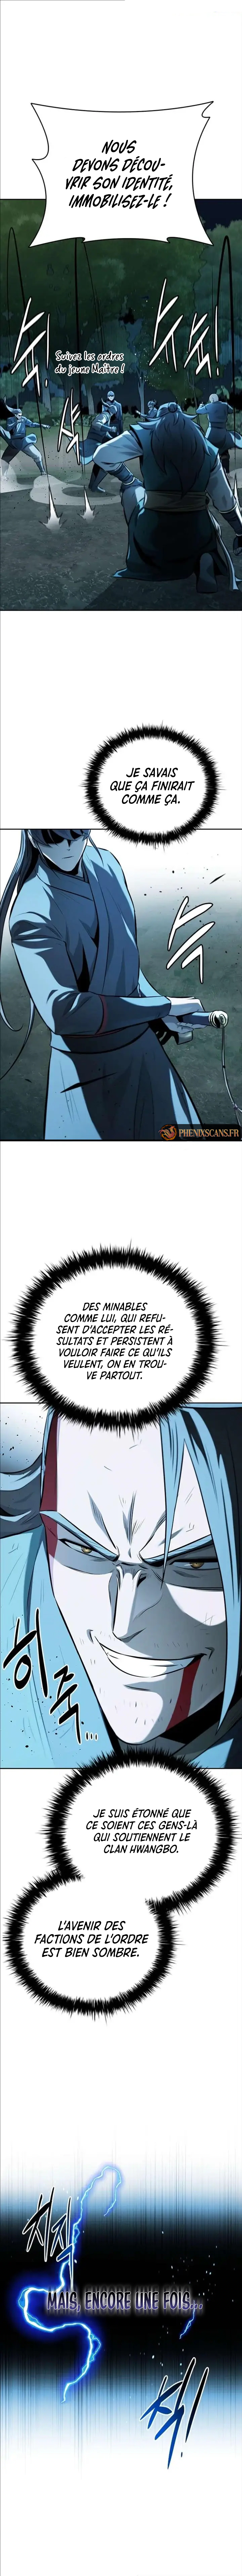 NOUS
DEVONS DÉCOU-
VRIR SON IDENTITÉ,
IMMOBILISEZ-LE !
Suivez les ordres
du jeune Maître !
JE SAVAIS
QUE ÇA FINIRAIT
COMME ÇA.
PHENIXSCANS.FR
DES MINABLES
COMME LUI, QUI REFU-
SENT D'ACCEPTER LES RÉ-
SULTATS ET PERSISTENT À
VOULOIR FAIRE CE QU'ILS
VEULENT, ON EN TROU-
VE PARTOUT.
JE SUIS ÉTONNÉ QUE
CE SOIENT CES GENS-LÀ
QUI SOUTIENNENT LE
CLAN HWANGBO.
L'AVENIR DES
FACTIONS DE L'ORDRE
EST BIEN SOMBRE.
MAIS, ENCORE UNE FOIS...